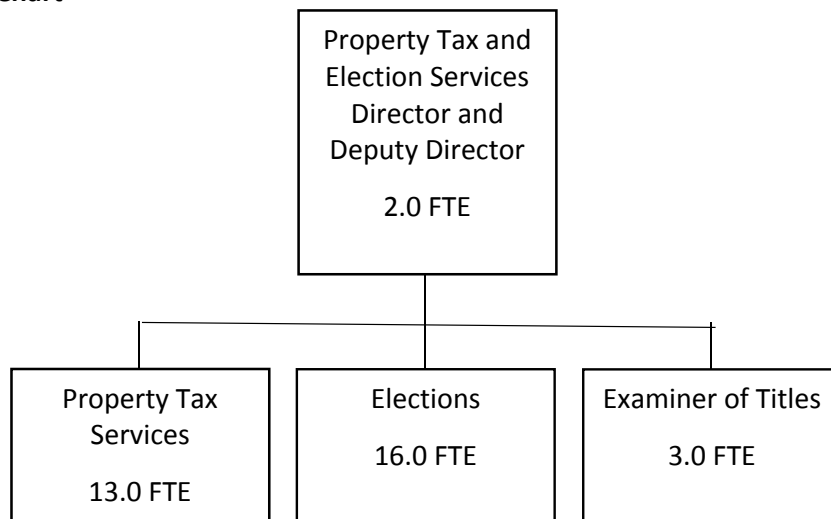 Property Tax and
Election Services
Director and
Deputy Director
2.0 FTE
Property Tax
Services
13.0 FTE
Elections
16.0 FTE
Examiner of Titles
3.0 FTE